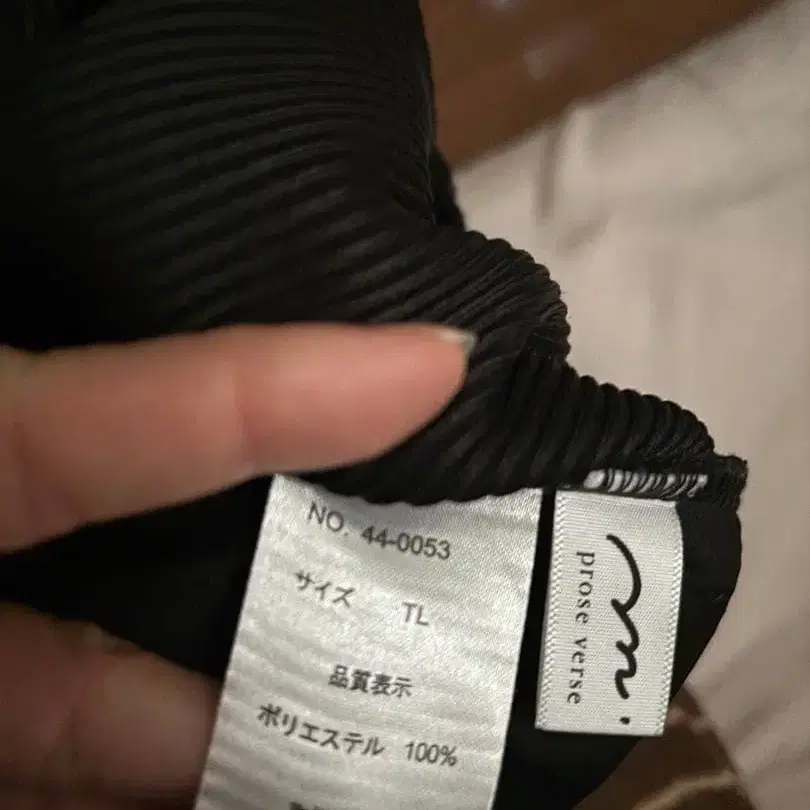 NO. 44-0053
サイズ TL
品質表示
ポリエステル 100%
prose verse